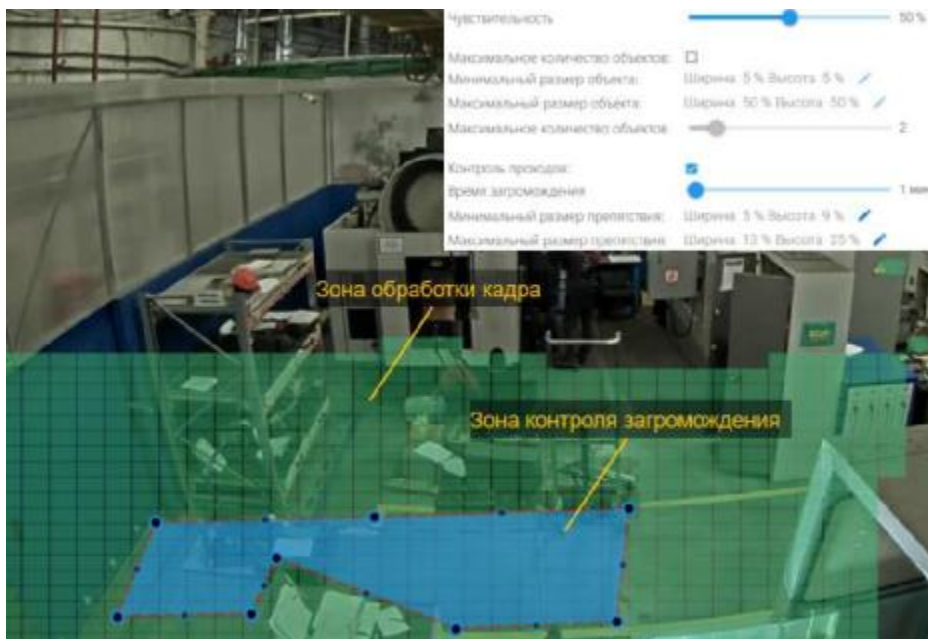 Чувствительность 50 %
Максимальное количество объектов:
Минимальный размер объекта: Ширина 5 % Высота 5 %
Максимальный размер объекта: Ширина 50 % Высота 50 %
Максимальное количество объектов 2
Контроль проходов:
Время загромождения 1 мин
Минимальный размер препятствия: Ширина 5 % Высота 9 %
Максимальный размер препятствия: Ширина 13 % Высота 25 %
Зона обработки кадра
Зона контроля загромождения